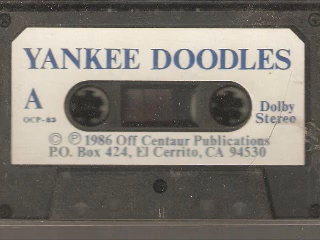 YANKEE DOODLES
A
OCP-83
Dolby
Stereo
© ℗ 1986 Off Centaur Publications
P.O. Box 424, El Cerrito, CA 94530